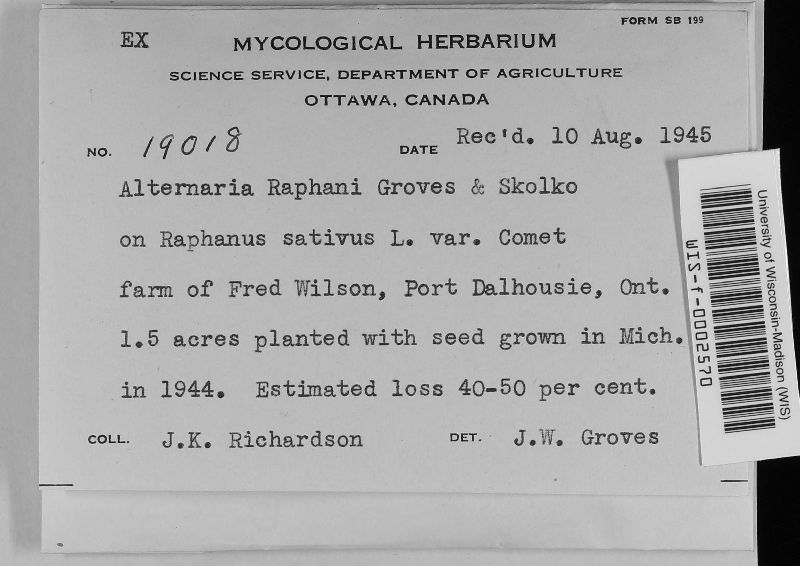 FORM SB 199
EX
MYCOLOGICAL HERBARIUM
SCIENCE SERVICE, DEPARTMENT OF AGRICULTURE
OTTAWA, CANADA
NO. 19018
DATE Rec'd. 10 Aug. 1945
Alternaria Raphani Groves & Skolko
on Raphanus sativus L. var. Comet
farm of Fred Wilson, Port Dalhousie, Ont.
1.5 acres planted with seed grown in Mich.
in 1944. Estimated loss 40-50 per cent.
COLL. J.K. Richardson
DET. J.W. Groves
University of Wisconsin-Madison (WIS)
WIS-f-0002570